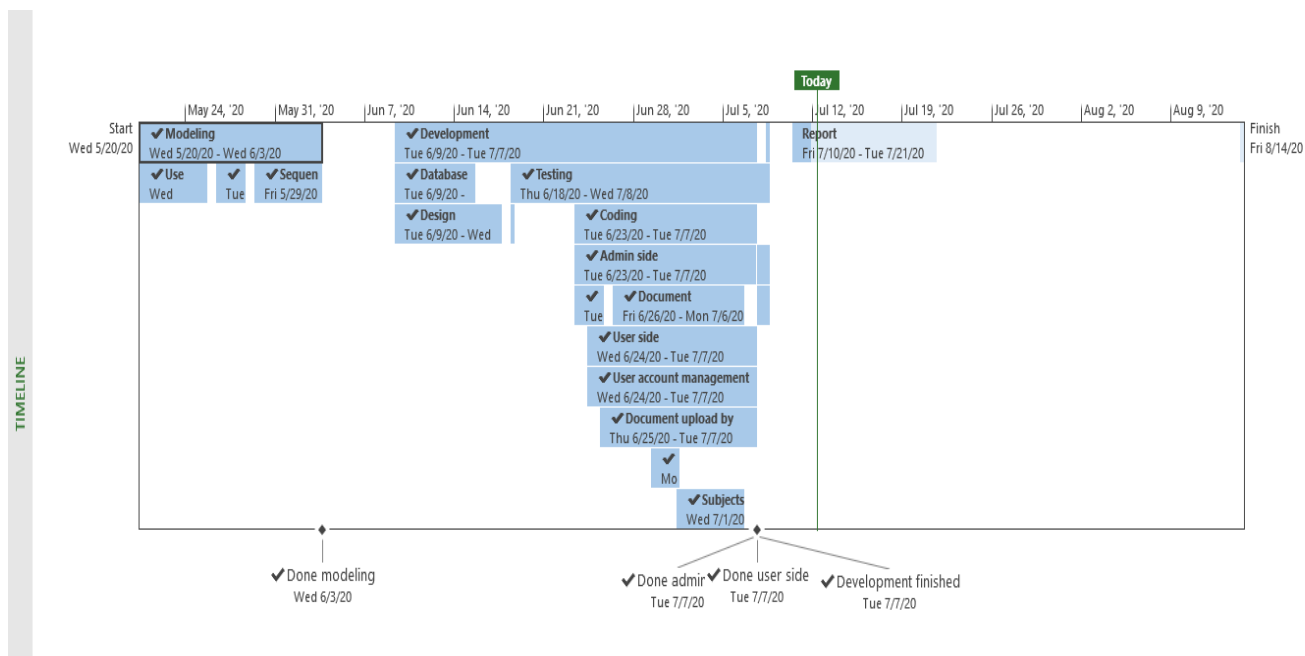 TIMELINE
Today
May 24, '20
May 31, '20
Jun 7, '20
Jun 14, '20
Jun 21, '20
Jun 28, '20
Jul 5, '20
Jul 12, '20
Jul 19, '20
Jul 26, '20
Aug 2, '20
Aug 9, '20
Start
Wed 5/20/20
Finish
Fri 8/14/20
✔Modeling
Wed 5/20/20 - Wed 6/3/20
✔Development
Tue 6/9/20 - Tue 7/7/20
Report
Fri 7/10/20 - Tue 7/21/20
✔Use
Wed
✔
Tue
✔Sequen
Fri 5/29/20
✔Database
Tue 6/9/20 -
✔Testing
Thu 6/18/20 - Wed 7/8/20
✔Design
Tue 6/9/20 - Wed
✔Coding
Tue 6/23/20 - Tue 7/7/20
✔Admin side
Tue 6/23/20 - Tue 7/7/20
✔
Tue
✔Document
Fri 6/26/20 - Mon 7/6/20
✔User side
Wed 6/24/20 - Tue 7/7/20
✔User account management
Wed 6/24/20 - Tue 7/7/20
✔Document upload by
Thu 6/25/20 - Tue 7/7/20
✔
Mo
✔Subjects
Wed 7/1/20
✔Done modeling
Wed 6/3/20
✔Done admin
Tue 7/7/20
✔Done user side
Tue 7/7/20
✔Development finished
Tue 7/7/20